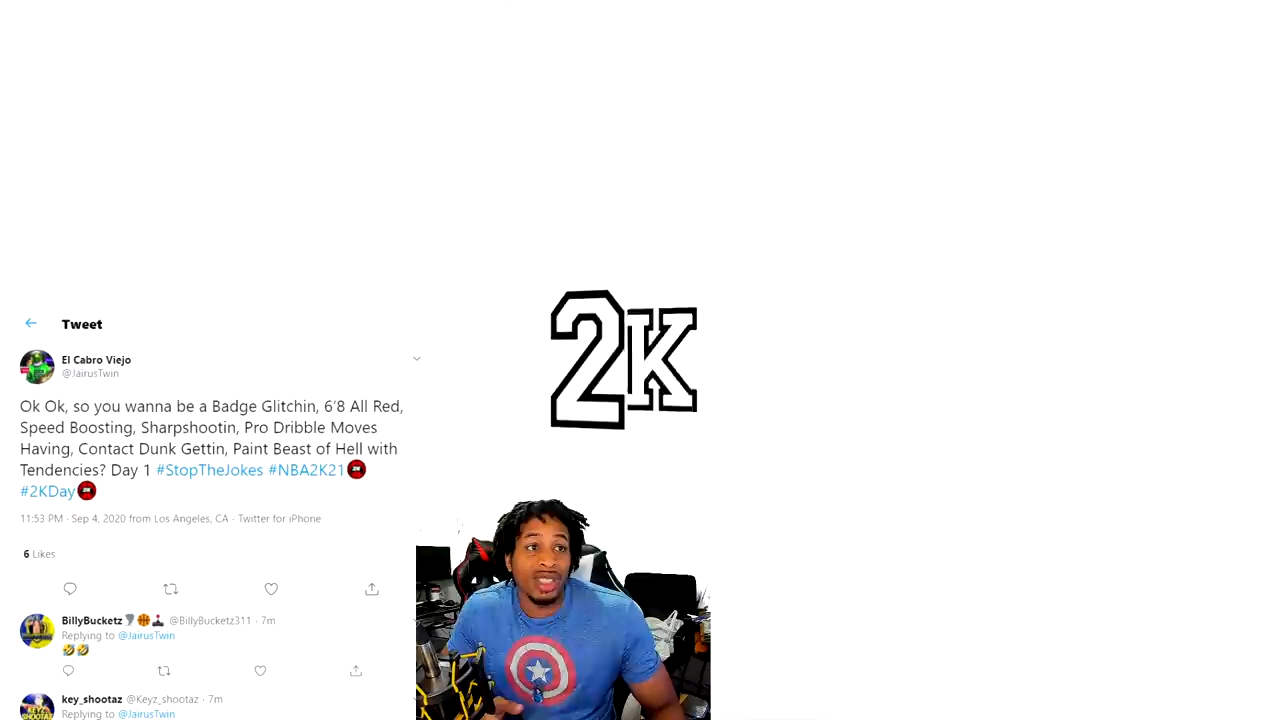 2K
Tweet
El Cabro Viejo
@JairusTwin
Ok Ok, so you wanna be a Badge Glitchin, 6'8 All Red,
Speed Boosting, Sharpshootin, Pro Dribble Moves
Having, Contact Dunk Gettin, Paint Beast of Hell with
Tendencies? Day 1 #StopTheJokes #NBA2K21
#2KDay
11:53 PM · Sep 4, 2020 from Los Angeles, CA · Twitter for iPhone
6 Likes
BillyBucketz @BillyBucketz311 · 7m
Replying to @JairusTwin
🤣🤣
key_shootaz @Keyz_shootaz · 7m
Replying to @JairusTwin